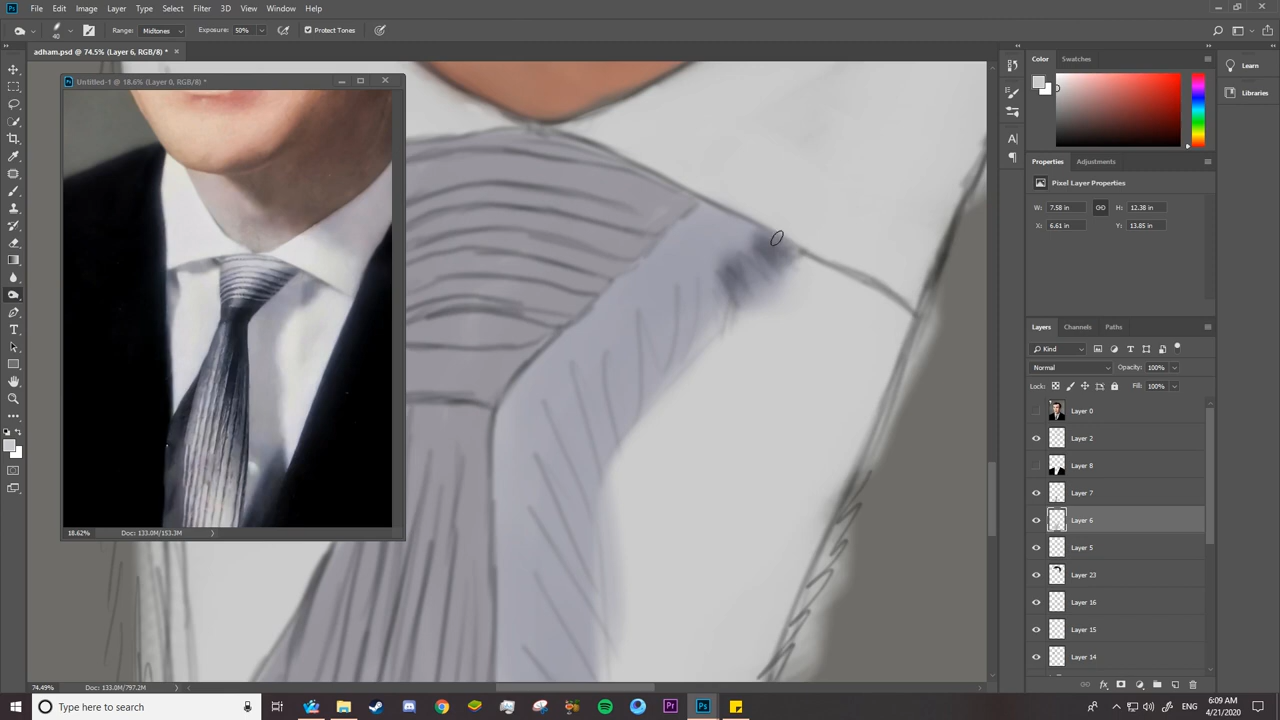 File Edit Image Layer Type Select Filter 3D View Window Help
40 Range: Midtones Exposure: 50% Protect Tones
adham.psd @ 74.5% (Layer 6, RGB/8) *
Untitled-1 @ 18.6% (Layer 0, RGB/8) *
18.62% Doc: 133.0M/153.3M
74.49% Doc: 133.0M/797.2M
Color Swatches
Learn
Libraries
Properties Adjustments
Pixel Layer Properties
W: 7.58 in H: 12.38 in
X: 6.61 in Y: 13.85 in
Layers Channels Paths
Kind
Normal Opacity: 100%
Lock: Fill: 100%
Layer 0
Layer 2
Layer 8
Layer 7
Layer 6
Layer 5
Layer 23
Layer 16
Layer 15
Layer 14
Type here to search
6:09 AM
4/21/2020